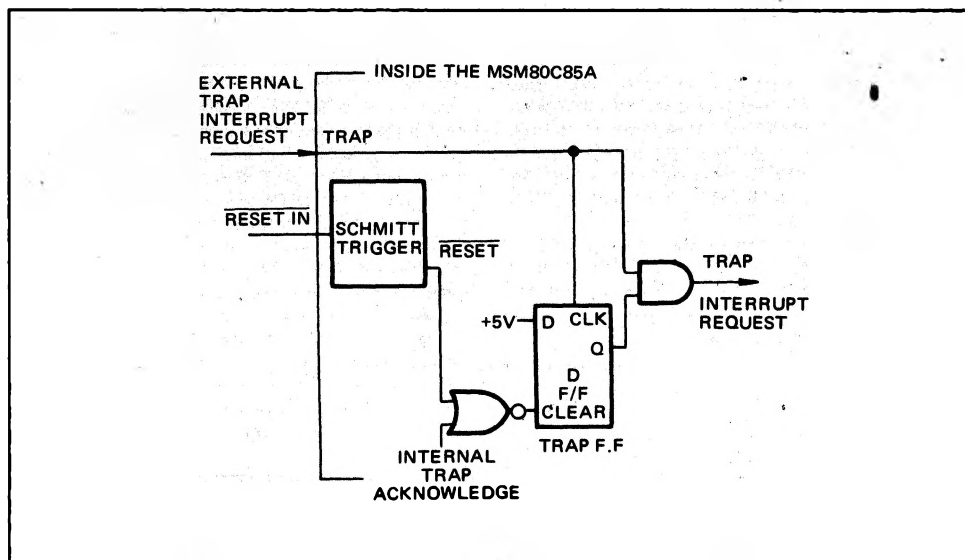 INSIDE THE MSM80C85A
EXTERNAL
TRAP
INTERRUPT
REQUEST
TRAP
RESET IN
SCHMITT
TRIGGER
RESET
TRAP
INTERRUPT
REQUEST
+5V
D CLK
Q
D
F/F
CLEAR
TRAP F.F
INTERNAL
TRAP
ACKNOWLEDGE